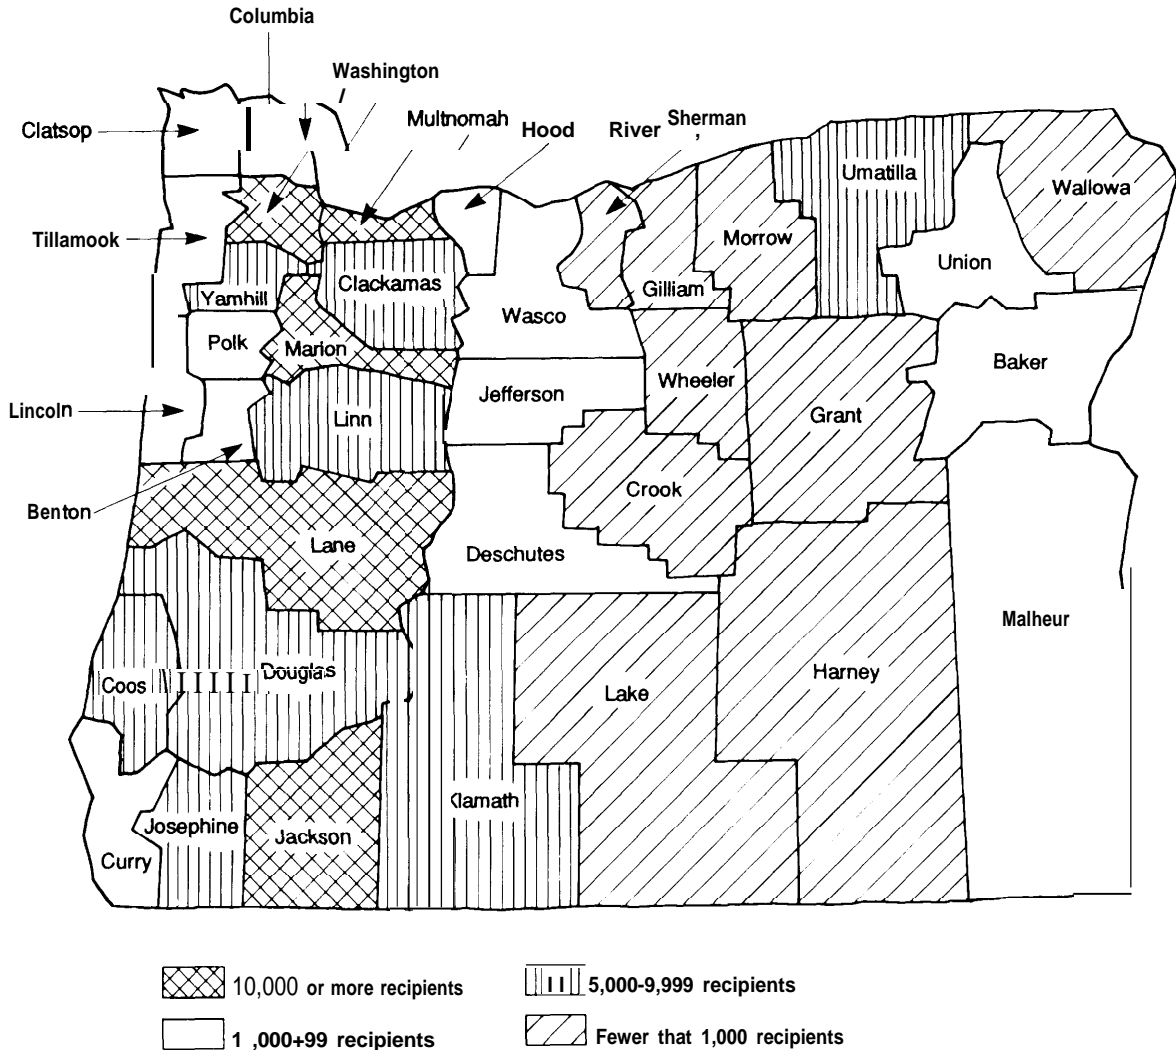 Columbia
Washington
Clatsop
Multnomah
Hood River
Sherman
Umatilla
Wallowa
Tillamook
Morrow
Union
Clackamas
Yamhill
Gilliam
Wasco
Polk
Marion
Baker
Wheeler
Jefferson
Lincoln
Linn
Grant
Crook
Benton
Lane
Deschutes
Malheur
Coos
IIIII
Douglas
Lake
Harney
Klamath
Josephine
Jackson
Curry
10,000 or more recipients
II 5,000-9,999 recipients
1 ,000+99 recipients
Fewer that 1,000 recipients